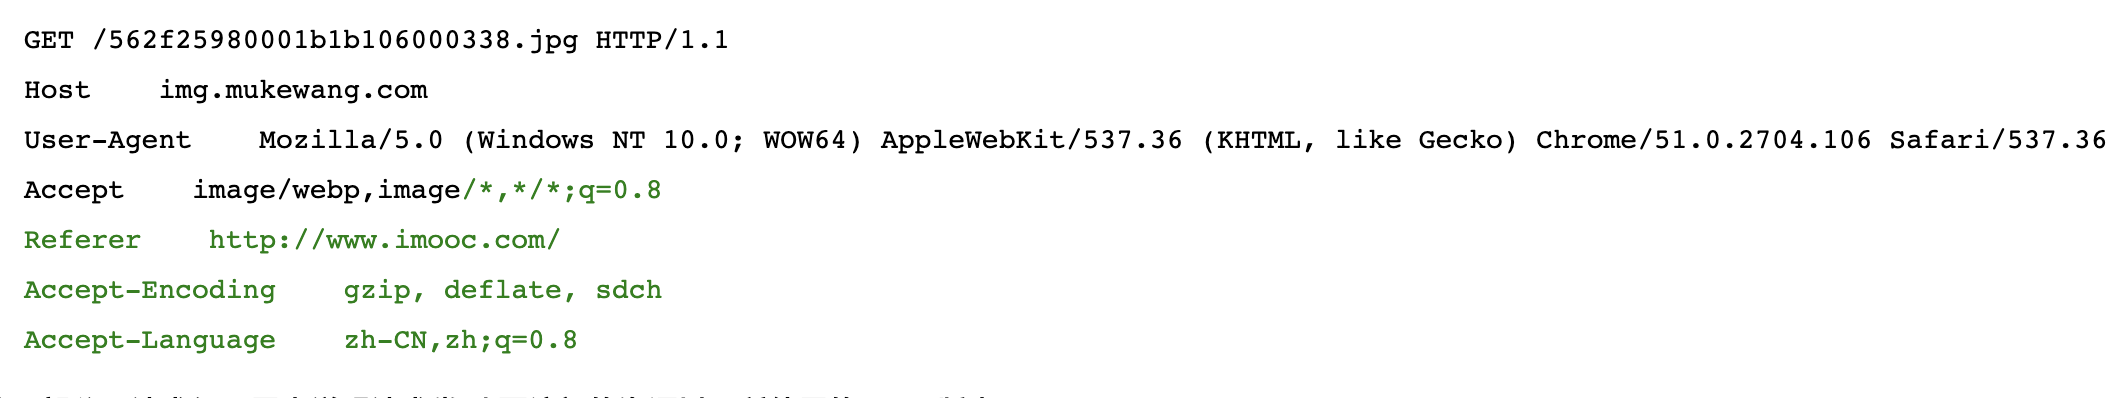 GET /562f25980001b1b106000338.jpg HTTP/1.1
Host    img.mukewang.com
User-Agent    Mozilla/5.0 (Windows NT 10.0; WOW64) AppleWebKit/537.36 (KHTML, like Gecko) Chrome/51.0.2704.106 Safari/537.36
Accept    image/webp,image/*,*/*;q=0.8
Referer    http://www.imooc.com/
Accept-Encoding    gzip, deflate, sdch
Accept-Language    zh-CN,zh;q=0.8